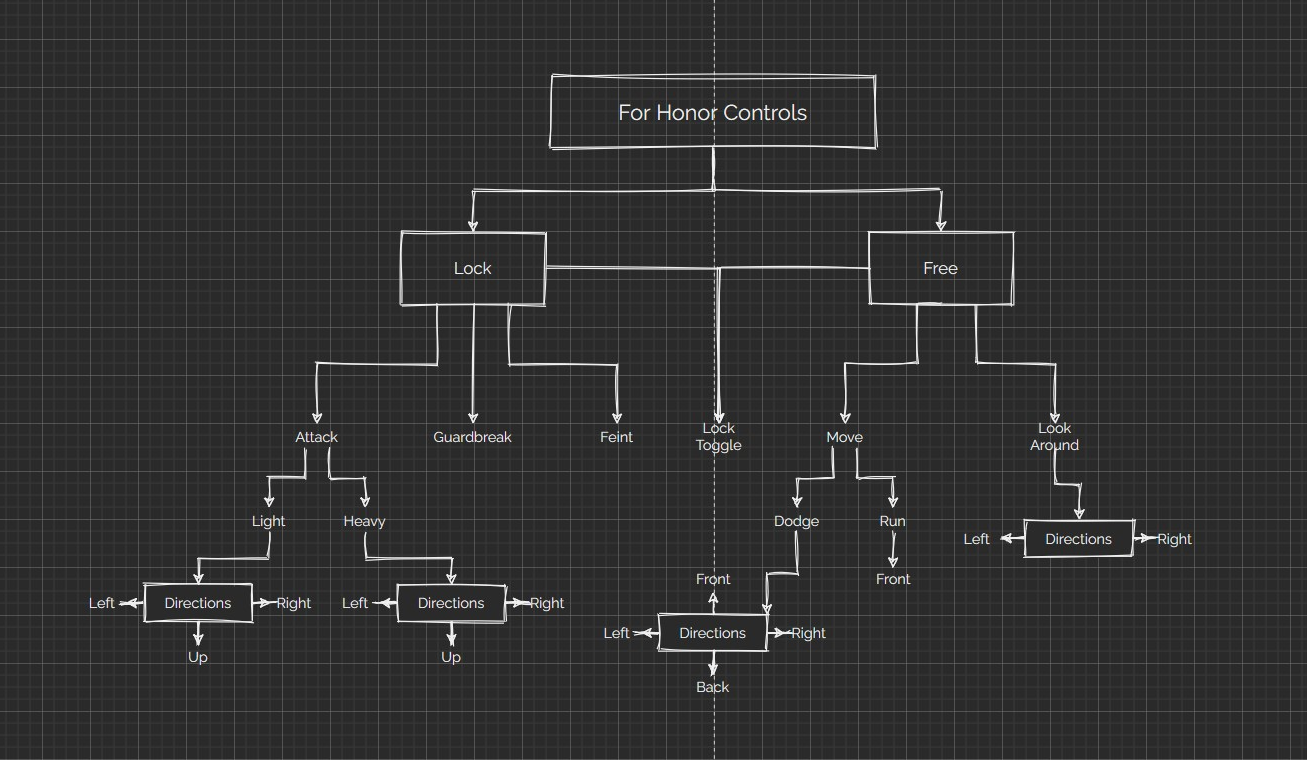 For Honor Controls
Lock
Free
Attack
Guardbreak
Feint
Lock
Toggle
Move
Look
Around
Light
Heavy
Dodge
Run
Left
Directions
Right
Front
Front
Left
Directions
Right
Left
Directions
Right
Left
Directions
Right
Up
Up
Back